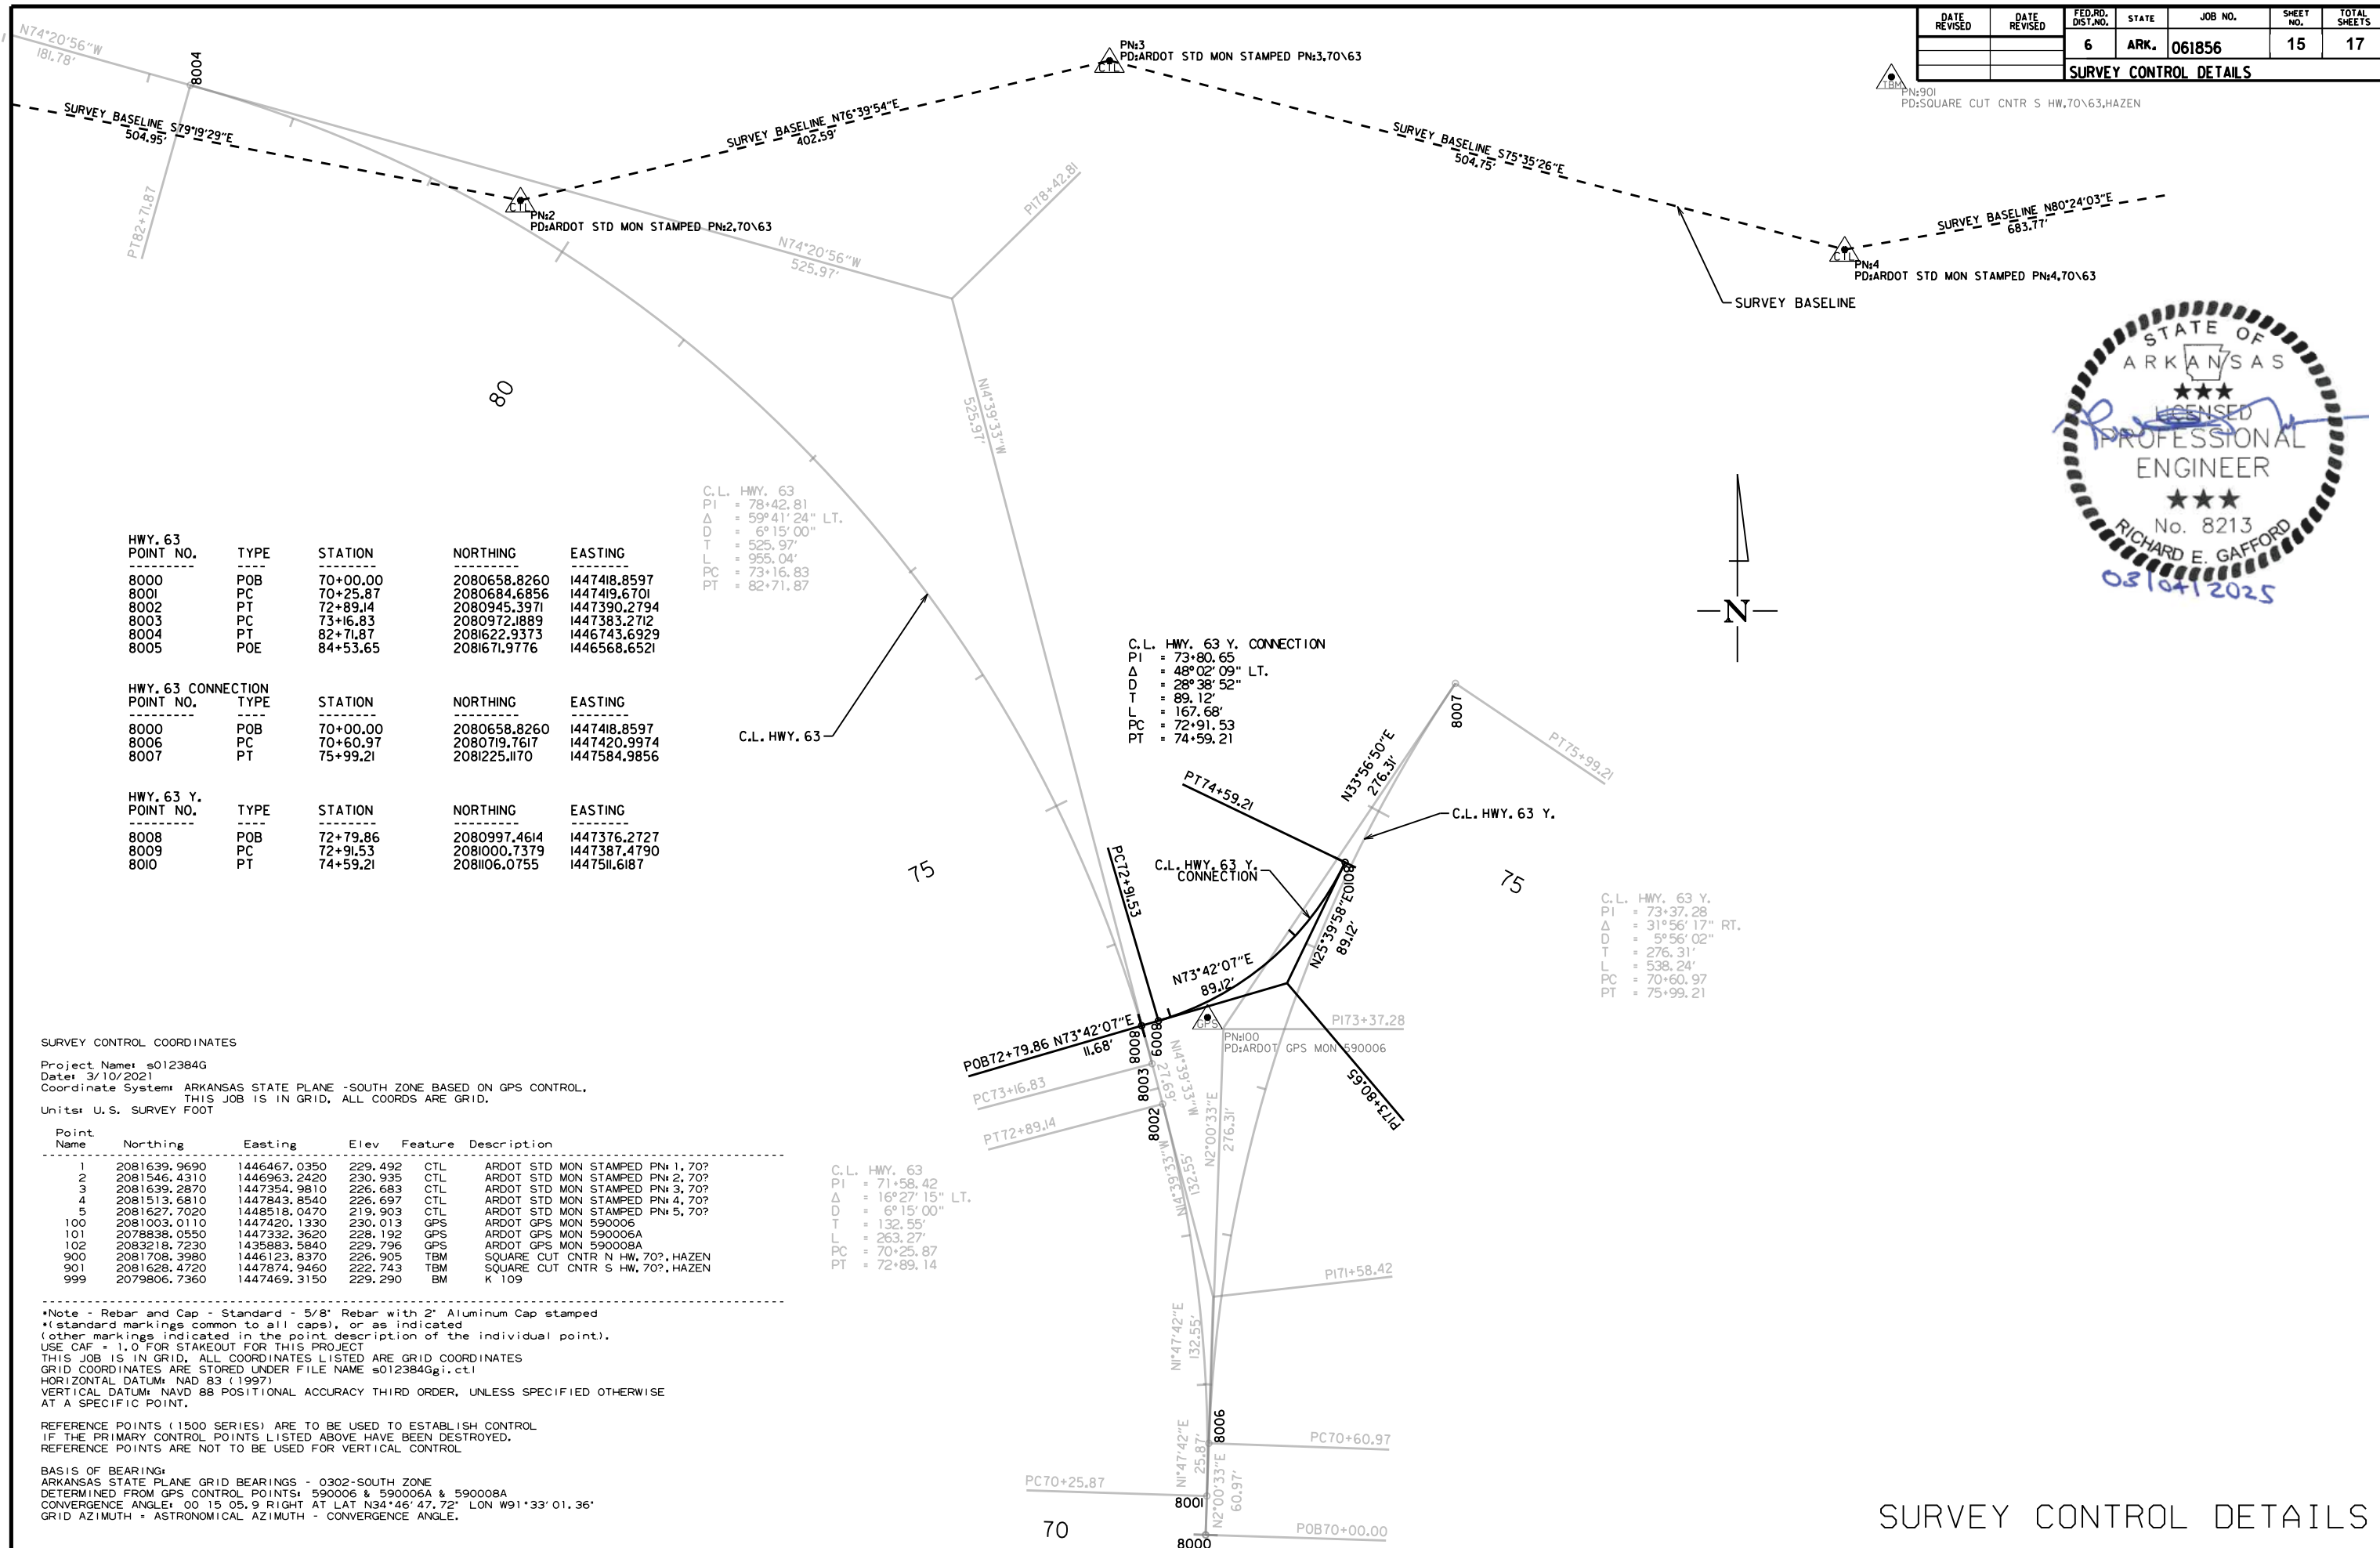 DATE REVISED DATE REVISED FED.RD. DIST.NO. STATE JOB NO. SHEET NO. TOTAL SHEETS
6 ARK. 061856 15 17
SURVEY CONTROL DETAILS
TBM
PN:901
PD:SQUARE CUT CNTR S HW,70\63,HAZEN
N74°20'56"W
181.78'
8004
SURVEY BASELINE S79°19'29"E
504.95'
PT82+71.87
CTL
PN:2
PD:ARDOT STD MON STAMPED PN:2,70\63
SURVEY BASELINE N76°39'54"E
402.59'
CTL
PN:3
PD:ARDOT STD MON STAMPED PN:3,70\63
SURVEY BASELINE S75°35'26"E
504.75'
CTL
PN:4
PD:ARDOT STD MON STAMPED PN:4,70\63
SURVEY BASELINE N80°24'03"E
683.77'
SURVEY BASELINE
N74°20'56"W
525.97'
PI78+42.81
N14°39'33"W
525.97'
80
STATE OF
ARKANSAS
★★★
LICENSED
PROFESSIONAL
ENGINEER
★★★
No. 8213
RICHARD E. GAFFORD
03/04/2025
N
C.L. HWY. 63
PI = 78+42.81
Δ = 59°41'24" LT.
D = 6°15'00"
T = 525.97'
L = 955.04'
PC = 73+16.83
PT = 82+71.87
HWY. 63
POINT NO. TYPE STATION NORTHING EASTING
--------- ---- -------- --------- --------
8000 POB 70+00.00 2080658.8260 1447418.8597
8001 PC 70+25.87 2080684.6856 1447419.6701
8002 PT 72+89.14 2080945.3971 1447390.2794
8003 PC 73+16.83 2080972.1889 1447383.2712
8004 PT 82+71.87 2081622.9373 1446743.6929
8005 POE 84+53.65 2081671.9776 1446568.6521
HWY. 63 CONNECTION
POINT NO. TYPE STATION NORTHING EASTING
--------- ---- -------- --------- --------
8000 POB 70+00.00 2080658.8260 1447418.8597
8006 PC 70+60.97 2080719.7617 1447420.9974
8007 PT 75+99.21 2081225.1170 1447584.9856
HWY. 63 Y.
POINT NO. TYPE STATION NORTHING EASTING
--------- ---- -------- --------- --------
8008 POB 72+79.86 2080997.4614 1447376.2727
8009 PC 72+91.53 2081000.7379 1447387.4790
8010 PT 74+59.21 2081106.0755 1447511.6187
C.L. HWY. 63
C.L. HWY. 63 Y. CONNECTION
PI = 73+80.65
Δ = 48°02'09" LT.
D = 28°38'52"
T = 89.12'
L = 167.68'
PC = 72+91.53
PT = 74+59.21
8007
PT75+99.21
N33°56'50"E
276.31'
PT74+59.21
C.L. HWY. 63 Y.
PC72+91.53
C.L. HWY. 63 Y.
CONNECTION
8010
N25°39'58"E
89.12'
75
75
N73°42'07"E
89.12'
C.L. HWY. 63 Y.
PI = 73+37.28
Δ = 31°56'17" RT.
D = 5°56'02"
T = 276.31'
L = 538.24'
PC = 70+60.97
PT = 75+99.21
POB72+79.86 N73°42'07"E
11.68'
8008
8009
GPS
PN:100
PD:ARDOT GPS MON 590006
PI73+37.28
PI73+80.65
PC73+16.83
8003
N14°39'33"W
27.69'
PT72+89.14
8002
N14°39'33"W
132.55'
N2°00'33"E
276.31'
C.L. HWY. 63
PI = 71+58.42
Δ = 16°27'15" LT.
D = 6°15'00"
T = 132.55'
L = 263.27'
PC = 70+25.87
PT = 72+89.14
PI71+58.42
N1°47'42"E
132.55'
8006
PC70+60.97
N1°47'42"E
25.87'
PC70+25.87
8001
N2°00'33"E
60.97'
70
8000
POB70+00.00
SURVEY CONTROL COORDINATES
Project Name: s012384G
Date: 3/10/2021
Coordinate System: ARKANSAS STATE PLANE -SOUTH ZONE BASED ON GPS CONTROL,
THIS JOB IS IN GRID, ALL COORDS ARE GRID.
Units: U.S. SURVEY FOOT
Point
Name Northing Easting Elev Feature Description
1 2081639.9690 1446467.0350 229.492 CTL ARDOT STD MON STAMPED PN: 1, 70?
2 2081546.4310 1446963.2420 230.935 CTL ARDOT STD MON STAMPED PN: 2, 70?
3 2081639.2870 1447354.9810 226.683 CTL ARDOT STD MON STAMPED PN: 3, 70?
4 2081513.6810 1447843.8540 226.697 CTL ARDOT STD MON STAMPED PN: 4, 70?
5 2081627.7020 1448518.0470 219.903 CTL ARDOT STD MON STAMPED PN: 5, 70?
100 2081003.0110 1447420.1330 230.013 GPS ARDOT GPS MON 590006
101 2078838.0550 1447332.3620 228.192 GPS ARDOT GPS MON 590006A
102 2083218.7230 1435883.5840 229.796 GPS ARDOT GPS MON 590008A
900 2081708.3980 1446123.8370 226.905 TBM SQUARE CUT CNTR N HW, 70?, HAZEN
901 2081628.4720 1447874.9460 222.743 TBM SQUARE CUT CNTR S HW, 70?, HAZEN
999 2079806.7360 1447469.3150 229.290 BM K 109
*Note - Rebar and Cap - Standard - 5/8" Rebar with 2" Aluminum Cap stamped
*(standard markings common to all caps), or as indicated
(other markings indicated in the point description of the individual point).
USE CAF = 1.0 FOR STAKEOUT FOR THIS PROJECT
THIS JOB IS IN GRID, ALL COORDINATES LISTED ARE GRID COORDINATES
GRID COORDINATES ARE STORED UNDER FILE NAME s012384Ggi.ctl
HORIZONTAL DATUM: NAD 83 (1997)
VERTICAL DATUM: NAVD 88 POSITIONAL ACCURACY THIRD ORDER, UNLESS SPECIFIED OTHERWISE
AT A SPECIFIC POINT.
REFERENCE POINTS (1500 SERIES) ARE TO BE USED TO ESTABLISH CONTROL
IF THE PRIMARY CONTROL POINTS LISTED ABOVE HAVE BEEN DESTROYED.
REFERENCE POINTS ARE NOT TO BE USED FOR VERTICAL CONTROL
BASIS OF BEARING:
ARKANSAS STATE PLANE GRID BEARINGS - 0302-SOUTH ZONE
DETERMINED FROM GPS CONTROL POINTS: 590006 & 590006A & 590008A
CONVERGENCE ANGLE: 00 15 05.9 RIGHT AT LAT N34°46'47.72" LON W91°33'01.36"
GRID AZIMUTH = ASTRONOMICAL AZIMUTH - CONVERGENCE ANGLE.
SURVEY CONTROL DETAILS